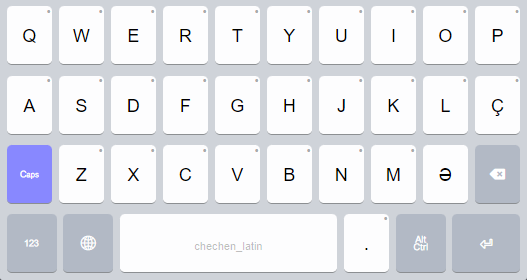 Q W E R T Y U I O P
A S D F G H J K L Ç
Caps Z X C V B N M Ə
123 chechen_latin . Alt
Ctrl